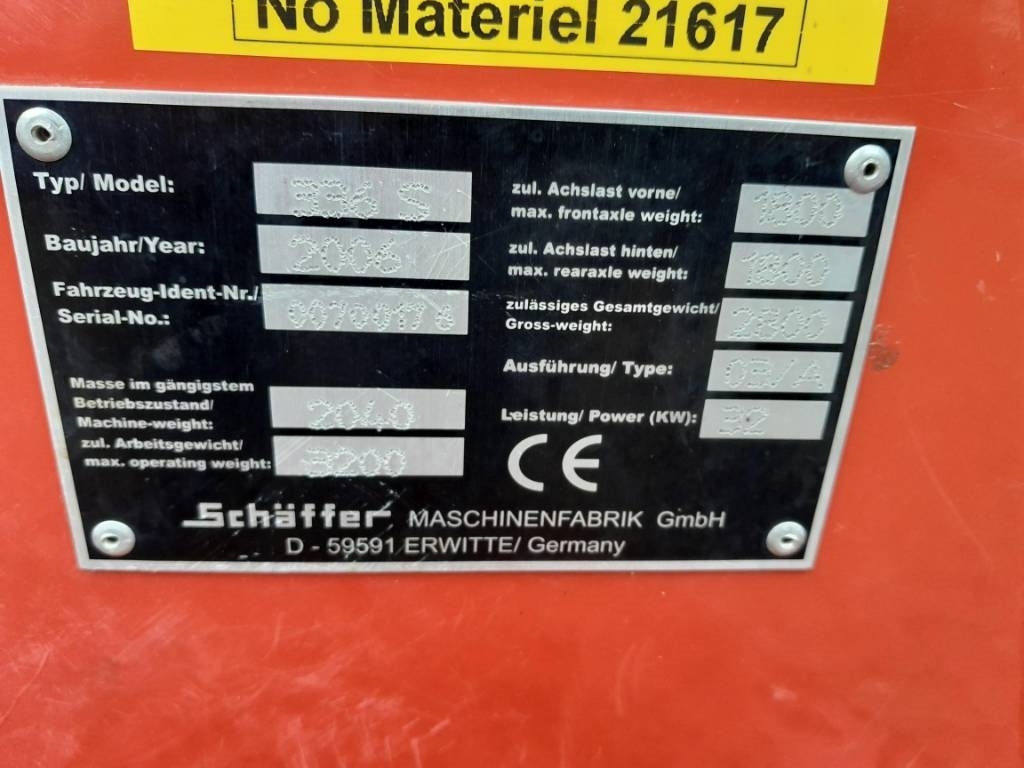 No Materiel 21617
Typ/ Model: 336 S
Baujahr/Year: 2006
Fahrzeug-Ident-Nr./
Serial-No.:
Masse im gängigstem
Betriebszustand/
Machine-weight: 2040
zul. Arbeitsgewicht/
max. operating weight: 3200
zul. Achslast vorne/
max. frontaxle weight: 1800
zul. Achslast hinten/
max. rearaxle weight: 1800
zulässiges Gesamtgewicht/
Gross-weight: 2800
Ausführung/ Type:
Leistung/ Power (KW): 32
CE
Schäffer MASCHINENFABRIK GmbH
D - 59591 ERWITTE/ Germany